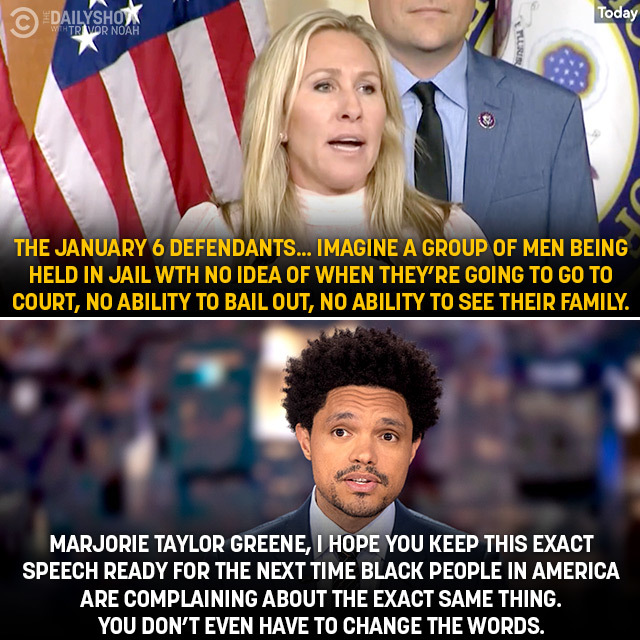 THE DAILYSHOW
WITH TREVOR NOAH
Today
THE JANUARY 6 DEFENDANTS... IMAGINE A GROUP OF MEN BEING
HELD IN JAIL WTH NO IDEA OF WHEN THEY'RE GOING TO GO TO
COURT, NO ABILITY TO BAIL OUT, NO ABILITY TO SEE THEIR FAMILY.
MARJORIE TAYLOR GREENE, I HOPE YOU KEEP THIS EXACT
SPEECH READY FOR THE NEXT TIME BLACK PEOPLE IN AMERICA
ARE COMPLAINING ABOUT THE EXACT SAME THING.
YOU DON'T EVEN HAVE TO CHANGE THE WORDS.